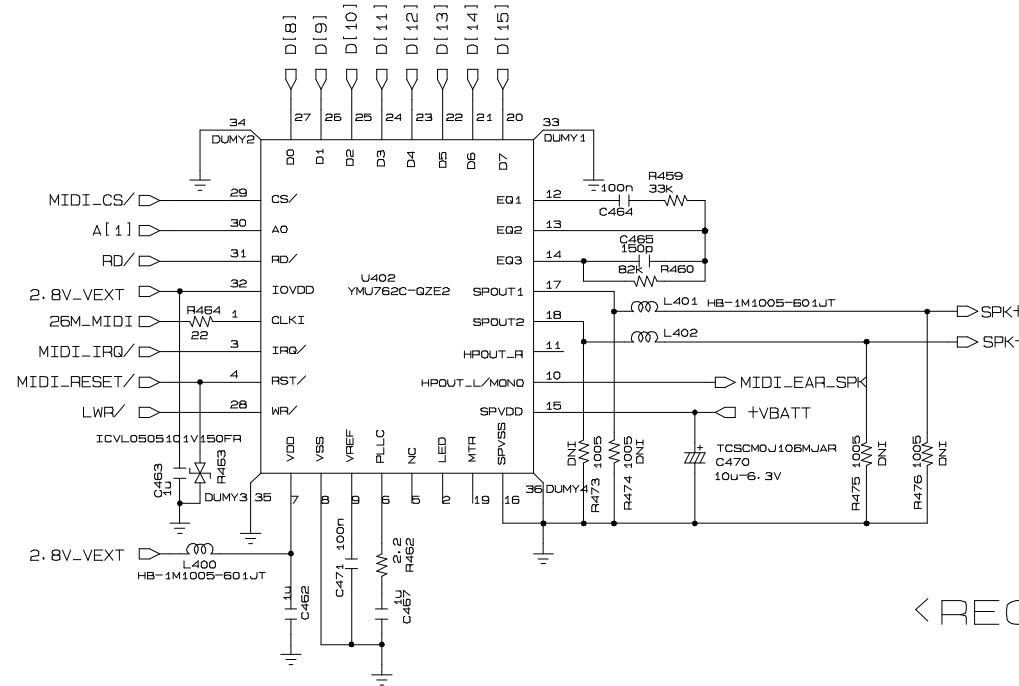 D[8] D[9] D[10] D[11] D[12] D[13] D[14] D[15]
27 26 25 24 23 22 21 20
34 DUMY2
33 DUMY1
D0 D1 D2 D3 D4 D5 D6 D7
MIDI_CS/ 29 CS/
A[1] 30 A0
RD/ 31 RD/
2.8V_VEXT 32 IOVDD
R464
26M_MIDI 22 1 CLKI
MIDI_IRQ/ 3 IRQ/
MIDI_RESET/ 4 RST/
LWR/ 28 WR/
U402
YMU762C-QZE2
EQ1 12 100n C464 R459 33k
EQ2 13
EQ3 14 C465 150p 82k R460
SPOUT1 17 L401 HB-1M1005-601JT SPK+
SPOUT2 18 L402 SPK-
HPOUT_R 11
HPOUT_L/MONO 10 MIDI_EAR_SPK
SPVDD 15 +VBATT
ICVL0505101V150FR
C463 1u
R463
DUMY3 35
VDD VSS VREF PLLC NC LED MTR SPVSS
7 8 9 6 5 2 19 16
36 DUMY4
R473 1005 DNI
R474 1005 DNI
+ TCSCM0J106MJAR
C470
10u-6.3V
R475 1005 DNI
R476 1005 DNI
2.8V_VEXT L400
HB-1M1005-601JT
1u C462
C471 100n
2.2 R462
1u C467
<REC